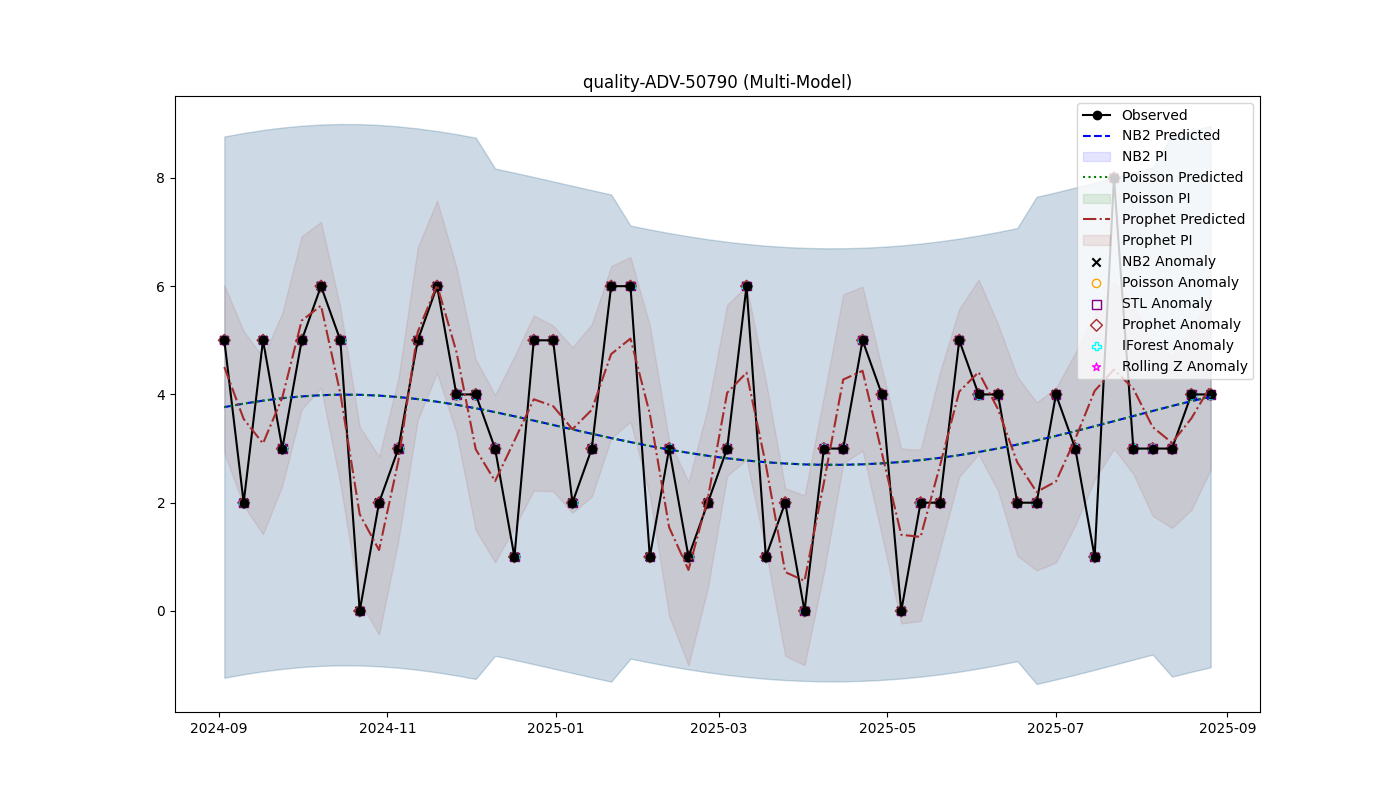 quality-ADV-50790 (Multi-Model)
Observed
NB2 Predicted
NB2 PI
Poisson Predicted
Poisson PI
Prophet Predicted
Prophet PI
NB2 Anomaly
Poisson Anomaly
STL Anomaly
Prophet Anomaly
IForest Anomaly
Rolling Z Anomaly
8
6
4
2
0
2024-09 2024-11 2025-01 2025-03 2025-05 2025-07 2025-09